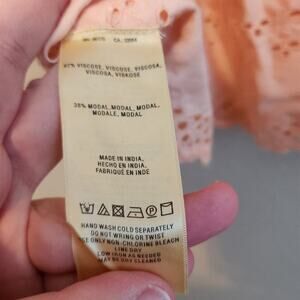 VISCOSE, VISCOSE, VISCOSA, VISKOSE
38% MODAL, MODAL, MODAL,
MODALE, MODAL
MADE IN INDIA,
HECHO EN INDIA,
FABRIQUÉ EN INDE
HAND WASH COLD SEPARATELY
DO NOT WRING OR TWIST
USE ONLY NON-CHLORINE BLEACH
LINE DRY
LOW IRON AS NEEDED
MAY BE DRY CLEANED